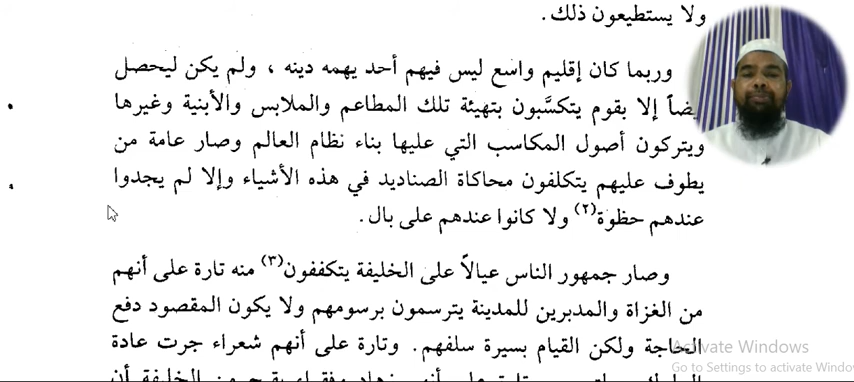 ولا يستطيعون ذلك.
وربما كان إقليم واسع ليس فيهم أحد يهمه دينه ، ولم يكن ليحصل
يضاً إلا بقوم يتكسَّبون بتهيئة تلك المطاعم والملابس والأبنية وغيرها
ويتركون أصول المكاسب التي عليها بناء نظام العالم وصار عامة من
يطوف عليهم يتكلفون محاكاة الصناديد في هذه الأشياء وإلا لم يجدوا
عندهم حظوة(٢) ولا كانوا عندهم على بال.
وصار جمهور الناس عيالاً على الخليفة يتكففون(٣) منه تارة على أنهم
من الغزاة والمدبرين للمدينة يترسمون برسومهم ولا يكون المقصود دفع
الحاجة ولكن القيام بسيرة سلفهم. وتارة على أنهم شعراء جرت عادة
Activate Windows
Go to Settings to activate Windo